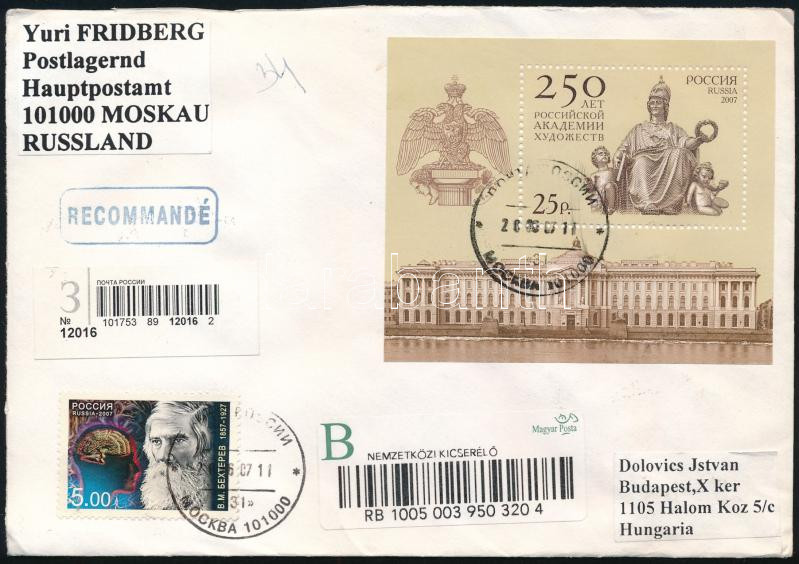 Yuri FRIDBERG
Postlagernd
Hauptpostamt
101000 MOSKAU
RUSSLAND
34
RECOMMANDÉ
ПОЧТА РОССИИ
3
№
12016
101753 89 12016 2
250
ЛЕТ
РОССИЙСКОЙ
АКАДЕМИИ
ХУДОЖЕСТВ
РОССИЯ
RUSSIA
2007
25р.
МОСКВА 101000
РОССИЯ
RUSSIA-2007
5.00
В.М. БЕХТЕРЕВ 1857-1927
МОСКВА 101000
Magyar Posta
B
NEMZETKÖZI KICSERÉLŐ
RB 1005 003 950 320 4
Dolovics Jstvan
Budapest,X ker
1105 Halom Koz 5/c
Hungaria